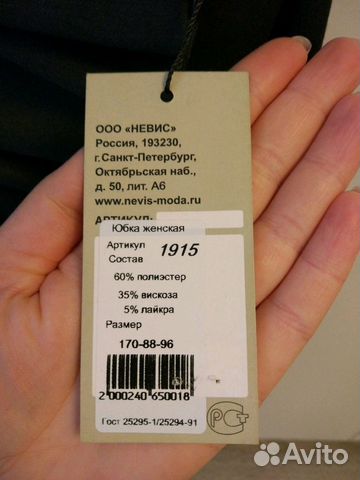 ООО «НЕВИС»
Россия, 193230,
г.Санкт-Петербург,
Октябрьская наб.,
д. 50, лит. А6
www.nevis-moda.ru
АРТИКУЛ:
Юбка женская
Артикул 1915
Состав
60% полиэстер
35% вискоза
5% лайкра
Размер
170-88-96
2 000240 650018
Гост 25295-1/25294-91
РСТ
Avito